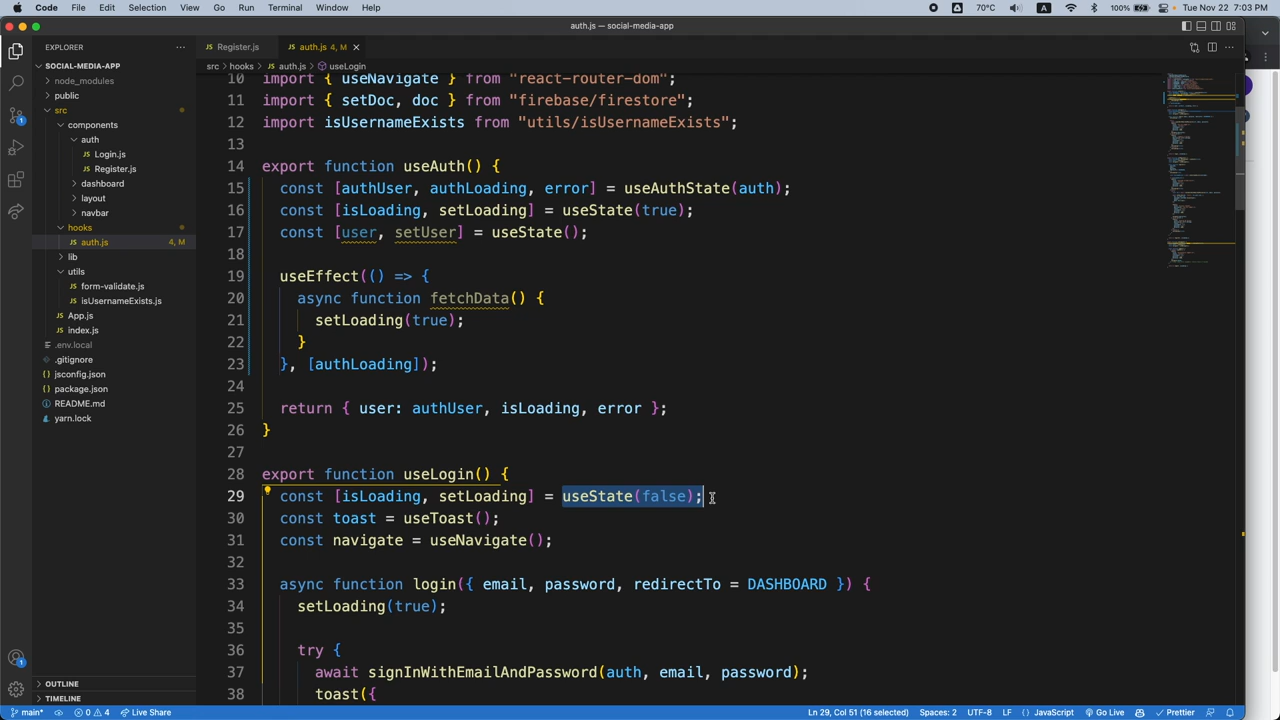 Code File Edit Selection View Go Run Terminal Window Help 70°C A 100% Tue Nov 22 7:03 PM
auth.js — social-media-app
EXPLORER
SOCIAL-MEDIA-APP
node_modules
public
src
components
auth
Login.js
Register.js
dashboard
layout
navbar
hooks
auth.js 4, M
lib
utils
form-validate.js
isUsernameExists.js
App.js
index.js
.env.local
.gitignore
jsconfig.json
package.json
README.md
yarn.lock
OUTLINE
TIMELINE
Register.js auth.js 4, M
src > hooks > auth.js > useLogin
10 import { useNavigate } from "react-router-dom";
11 import { setDoc, doc } from "firebase/firestore";
12 import isUsernameExists from "utils/isUsernameExists";
13
14 export function useAuth() {
15 const [authUser, authLoading, error] = useAuthState(auth);
16 const [isLoading, setLoading] = useState(true);
17 const [user, setUser] = useState();
18
19 useEffect(() => {
20 async function fetchData() {
21 setLoading(true);
22 }
23 }, [authLoading]);
24
25 return { user: authUser, isLoading, error };
26 }
27
28 export function useLogin() {
29 const [isLoading, setLoading] = useState(false);
30 const toast = useToast();
31 const navigate = useNavigate();
32
33 async function login({ email, password, redirectTo = DASHBOARD }) {
34 setLoading(true);
35
36 try {
37 await signInWithEmailAndPassword(auth, email, password);
38 toast({
main* 0 4 Live Share Ln 29, Col 51 (16 selected) Spaces: 2 UTF-8 LF JavaScript Go Live Prettier